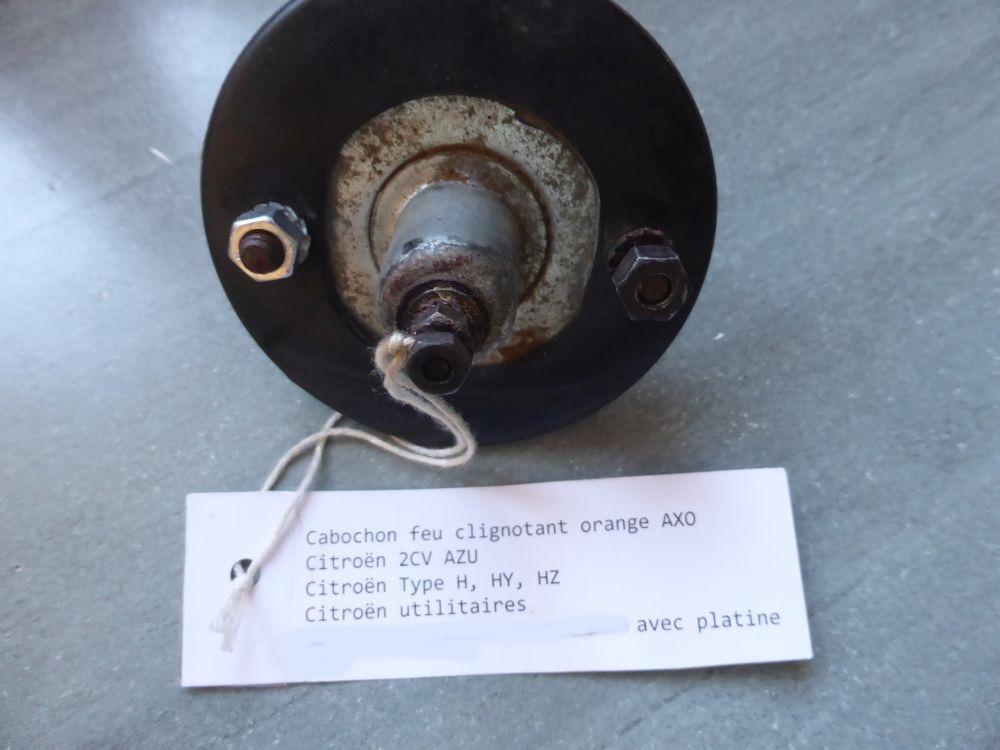 Cabochon feu clignotant orange AXO
Citroën 2CV AZU
Citroën Type H, HY, HZ
Citroën utilitaires
avec platine